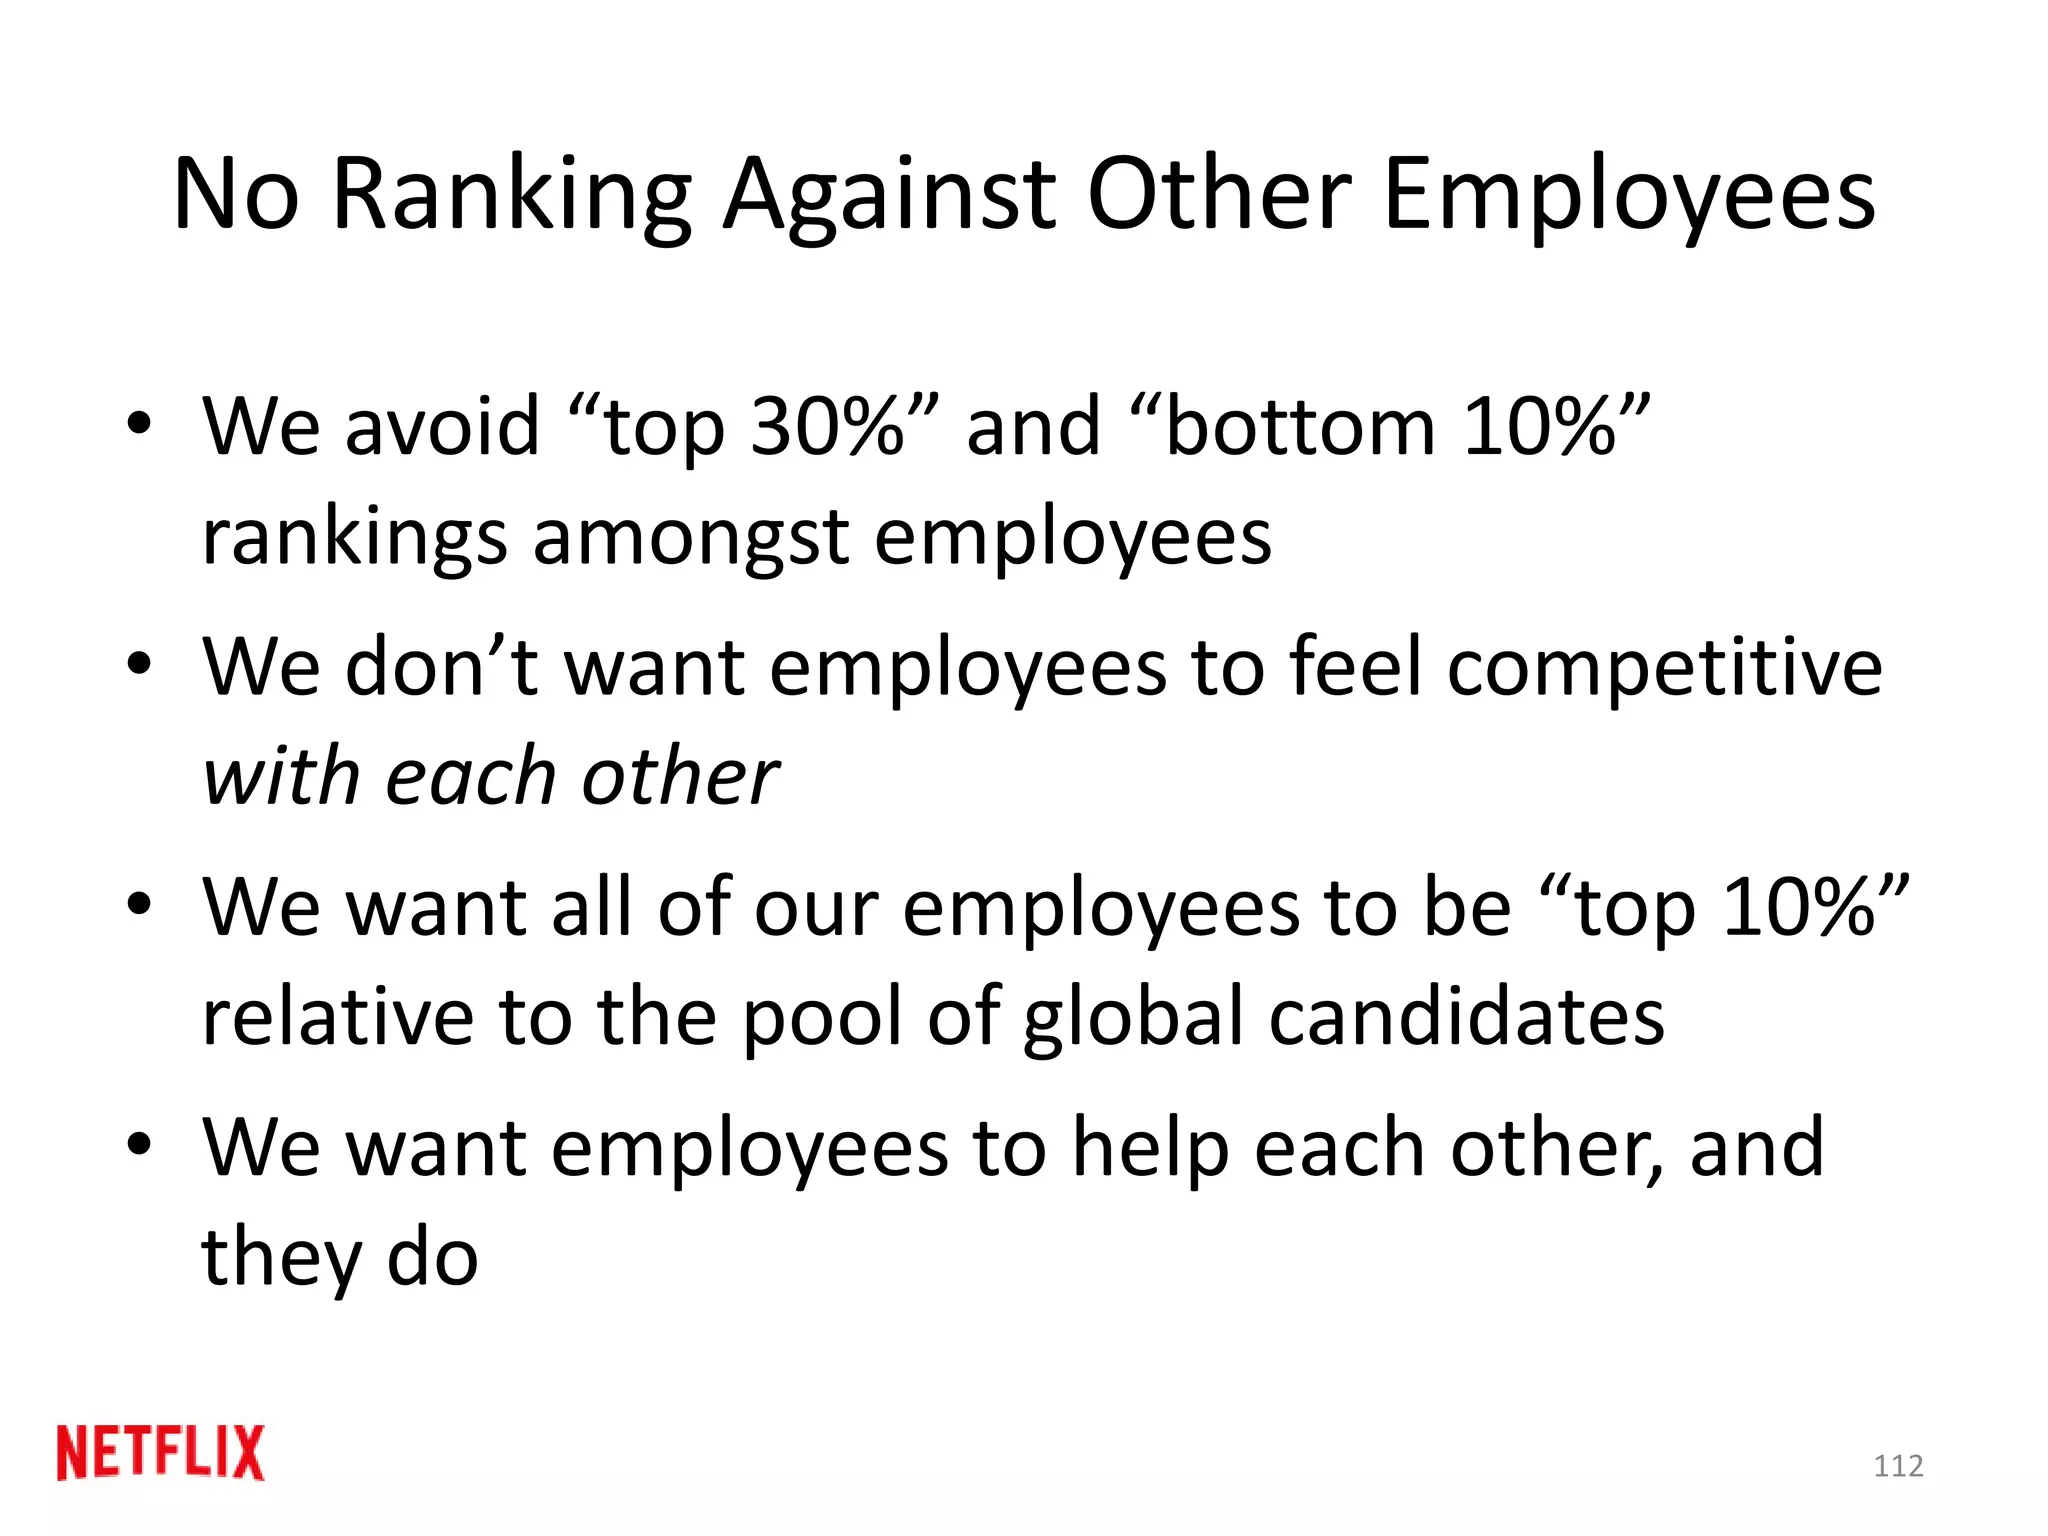 No Ranking Against Other Employees
• We avoid “top 30%” and “bottom 10%”
rankings amongst employees
• We don’t want employees to feel competitive
with each other
• We want all of our employees to be “top 10%”
relative to the pool of global candidates
• We want employees to help each other, and
they do
NETFLIX
112